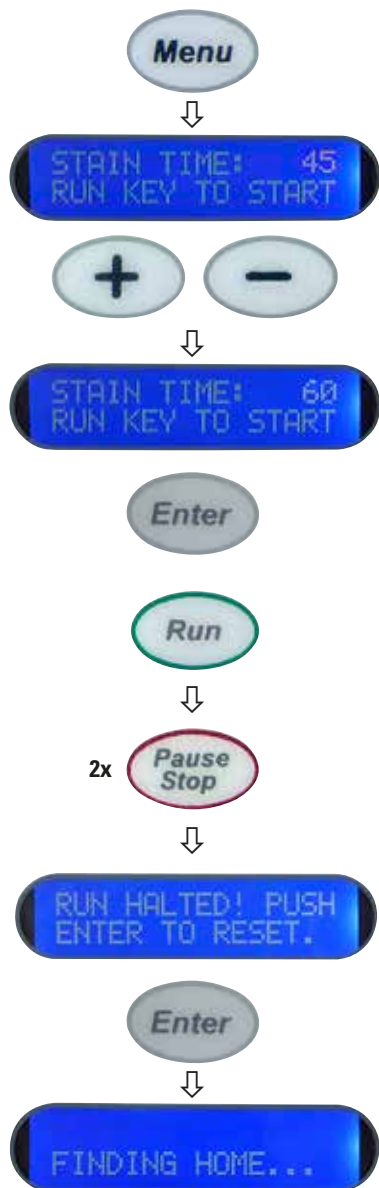 Menu
STAIN TIME: 45
RUN KEY TO START
+ −
STAIN TIME: 60
RUN KEY TO START
Enter
Run
2x Pause
Stop
RUN HALTED! PUSH
ENTER TO RESET.
Enter
FINDING HOME...